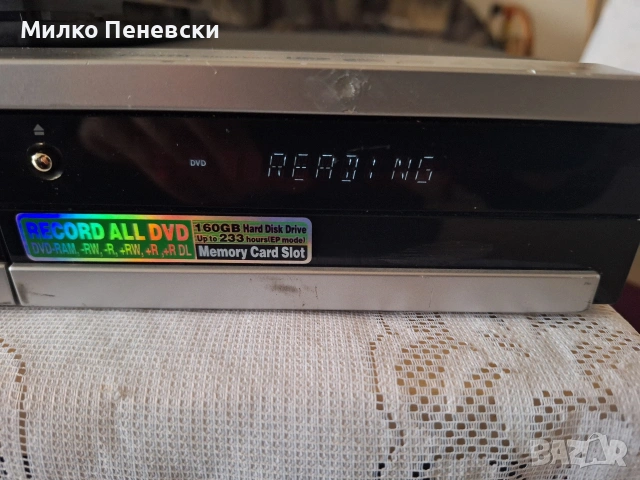 Милко Пеневски
DVD READING
RECORD ALL DVD
DVD-RAM, -RW, -R, +RW, +R ,+R DL
160GB Hard Disk Drive
Up to 233 hours(EP mode)
Memory Card Slot
BAZAR